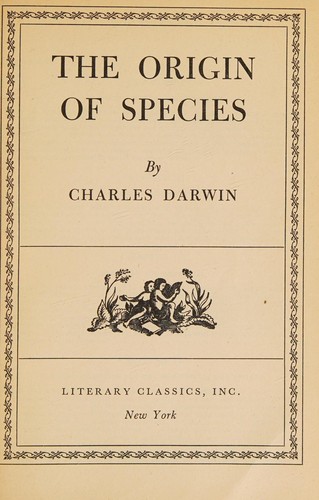 THE ORIGIN
OF SPECIES
By
CHARLES DARWIN
LITERARY CLASSICS, INC.
New York